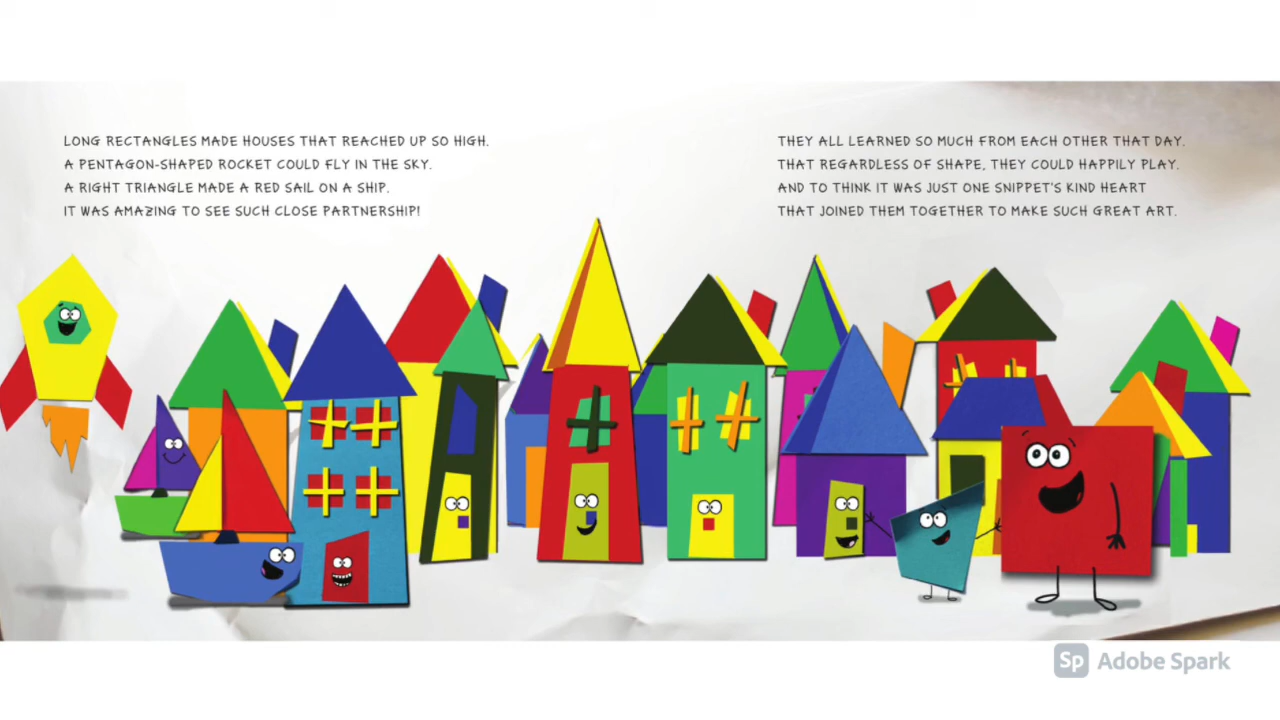 LONG RECTANGLES MADE HOUSES THAT REACHED UP SO HIGH.
A PENTAGON-SHAPED ROCKET COULD FLY IN THE SKY.
A RIGHT TRIANGLE MADE A RED SAIL ON A SHIP.
IT WAS AMAZING TO SEE SUCH CLOSE PARTNERSHIP!
THEY ALL LEARNED SO MUCH FROM EACH OTHER THAT DAY.
THAT REGARDLESS OF SHAPE, THEY COULD HAPPILY PLAY.
AND TO THINK IT WAS JUST ONE SNIPPET'S KIND HEART
THAT JOINED THEM TOGETHER TO MAKE SUCH GREAT ART.
Sp Adobe Spark